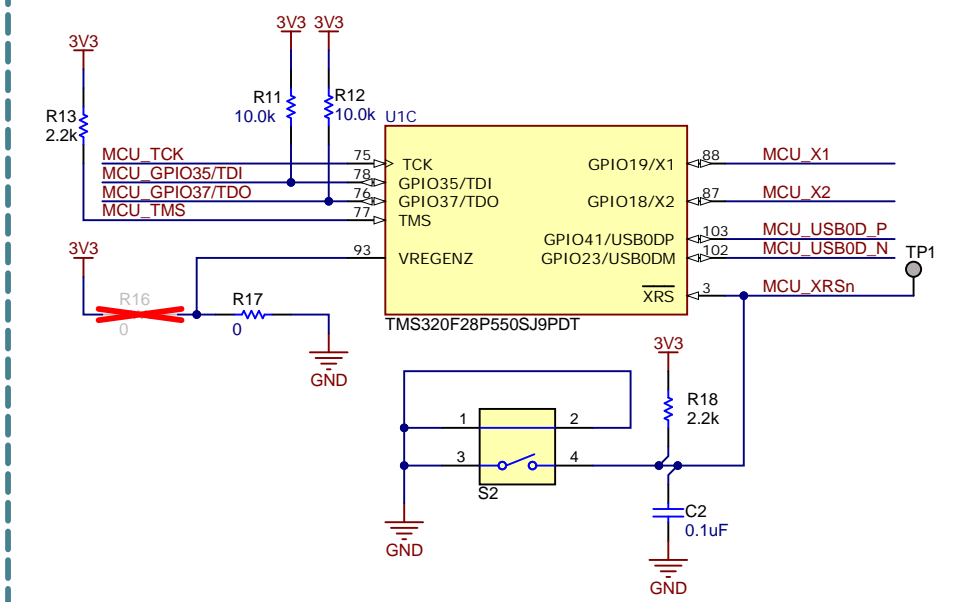 3V3 3V3
3V3
R13
2.2k
R11
10.0k
R12
10.0k
U1C
MCU_TCK
MCU_GPIO35/TDI
MCU_GPIO37/TDO
MCU_TMS
75
78
76
77
93
TCK
GPIO35/TDI
GPIO37/TDO
TMS
VREGENZ
GPIO19/X1
GPIO18/X2
GPIO41/USB0DP
GPIO23/USB0DM
XRS
88
87
103
102
3
MCU_X1
MCU_X2
MCU_USB0D_P
MCU_USB0D_N
MCU_XRSn
TP1
TMS320F28P550SJ9PDT
3V3
R16
0
R17
0
GND
3V3
R18
2.2k
1
2
3
4
S2
C2
0.1uF
GND
GND